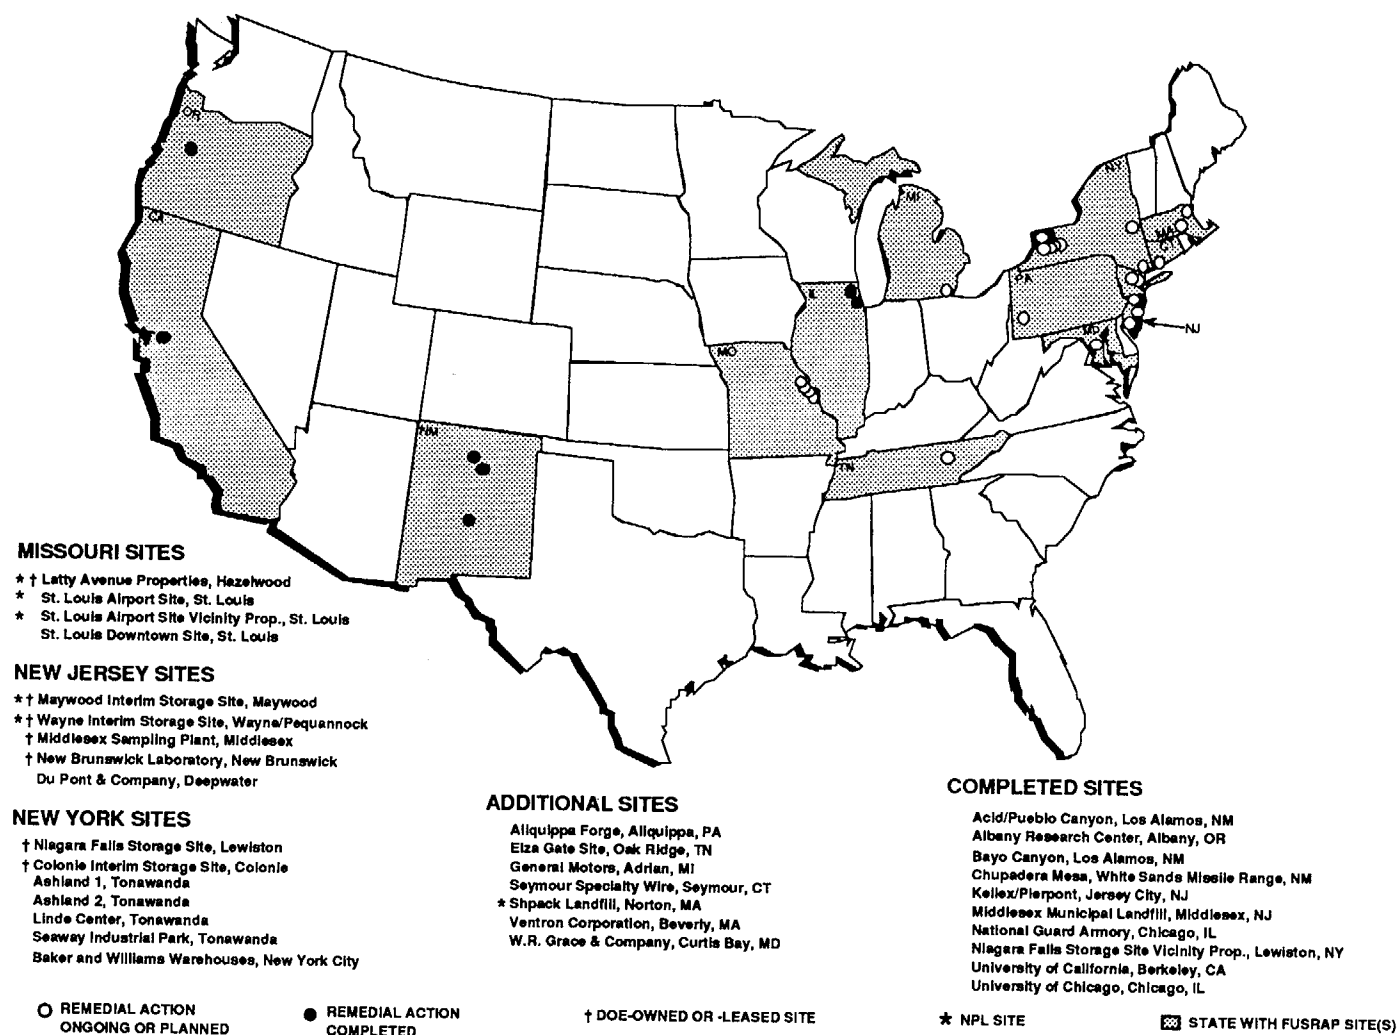 OR
CA
NM
MO
IL
MI
TN
NY
PA
MA
CT
MD
NJ
MISSOURI SITES
* † Latty Avenue Properties, Hazelwood
* St. Louis Airport Site, St. Louis
* St. Louis Airport Site Vicinity Prop., St. Louis
St. Louis Downtown Site, St. Louis
NEW JERSEY SITES
* † Maywood Interim Storage Site, Maywood
* † Wayne Interim Storage Site, Wayne/Pequannock
† Middlesex Sampling Plant, Middlesex
† New Brunswick Laboratory, New Brunswick
Du Pont & Company, Deepwater
NEW YORK SITES
† Niagara Falls Storage Site, Lewiston
† Colonie Interim Storage Site, Colonie
Ashland 1, Tonawanda
Ashland 2, Tonawanda
Linde Center, Tonawanda
Seaway Industrial Park, Tonawanda
Baker and Williams Warehouses, New York City
ADDITIONAL SITES
Aliquippa Forge, Aliquippa, PA
Elza Gate Site, Oak Ridge, TN
General Motors, Adrian, MI
Seymour Specialty Wire, Seymour, CT
* Shpack Landfill, Norton, MA
Ventron Corporation, Beverly, MA
W.R. Grace & Company, Curtis Bay, MD
COMPLETED SITES
Acid/Pueblo Canyon, Los Alamos, NM
Albany Research Center, Albany, OR
Bayo Canyon, Los Alamos, NM
Chupadera Mesa, White Sands Missile Range, NM
Kellex/Pierpont, Jersey City, NJ
Middlesex Municipal Landfill, Middlesex, NJ
National Guard Armory, Chicago, IL
Niagara Falls Storage Site Vicinity Prop., Lewiston, NY
University of California, Berkeley, CA
University of Chicago, Chicago, IL
REMEDIAL ACTION
ONGOING OR PLANNED
REMEDIAL ACTION
COMPLETED
† DOE-OWNED OR -LEASED SITE
* NPL SITE
STATE WITH FUSRAP SITE(S)